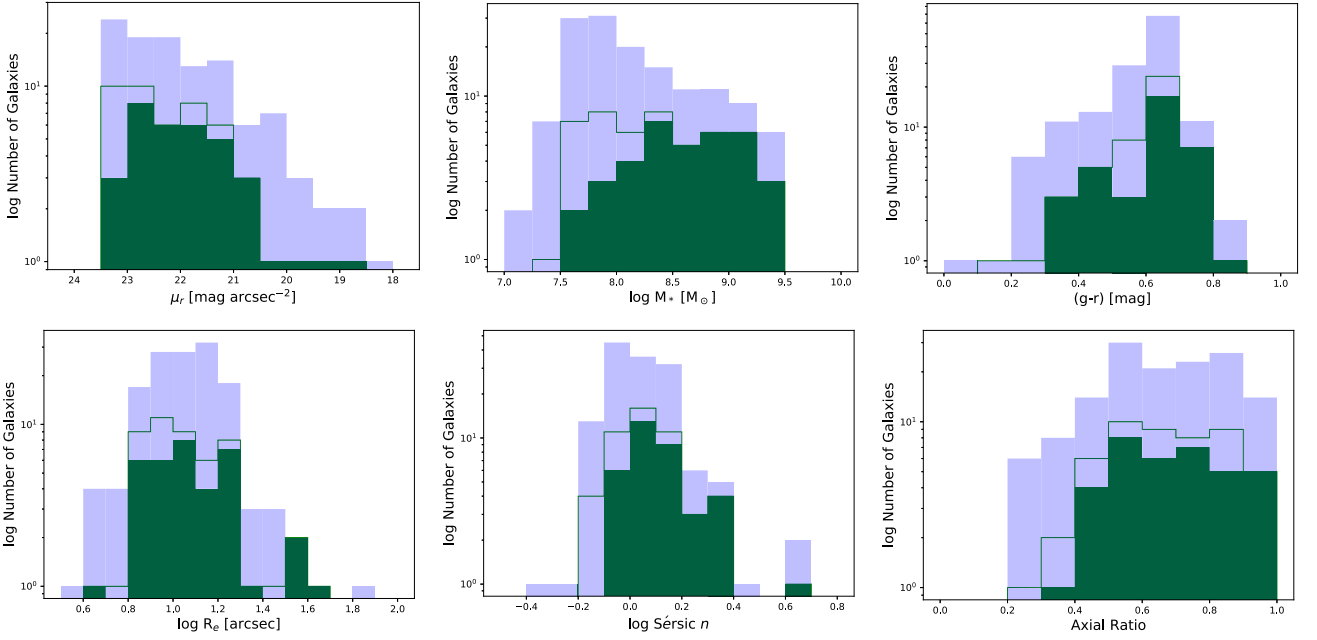 log Number of Galaxies
10¹
10⁰
24 23 22 21 20 19 18
μᵣ [mag arcsec⁻²]
log Number of Galaxies
10¹
10⁰
7.0 7.5 8.0 8.5 9.0 9.5 10.0
log M* [M⊙]
log Number of Galaxies
10¹
10⁰
0.0 0.2 0.4 0.6 0.8 1.0
(g-r) [mag]
log Number of Galaxies
10¹
10⁰
0.6 0.8 1.0 1.2 1.4 1.6 1.8 2.0
log Rₑ [arcsec]
log Number of Galaxies
10¹
10⁰
−0.4 −0.2 0.0 0.2 0.4 0.6 0.8
log Sérsic n
log Number of Galaxies
10¹
10⁰
0.0 0.2 0.4 0.6 0.8 1.0
Axial Ratio